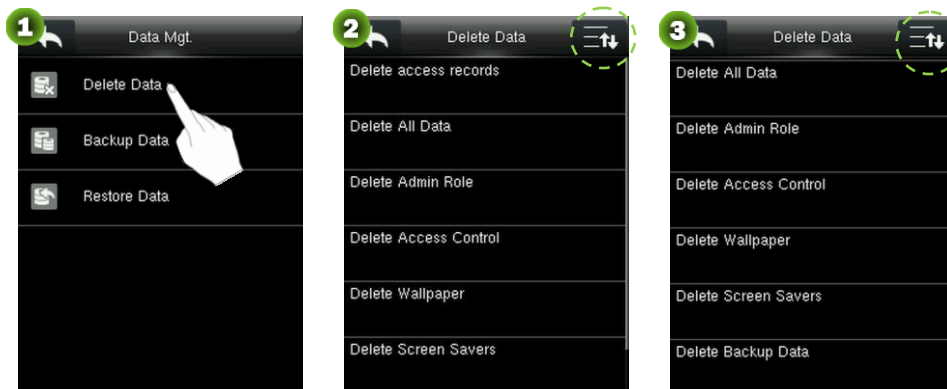 1
Data Mgt.
Delete Data
Backup Data
Restore Data
2
Delete Data
Delete access records
Delete All Data
Delete Admin Role
Delete Access Control
Delete Wallpaper
Delete Screen Savers
3
Delete Data
Delete All Data
Delete Admin Role
Delete Access Control
Delete Wallpaper
Delete Screen Savers
Delete Backup Data